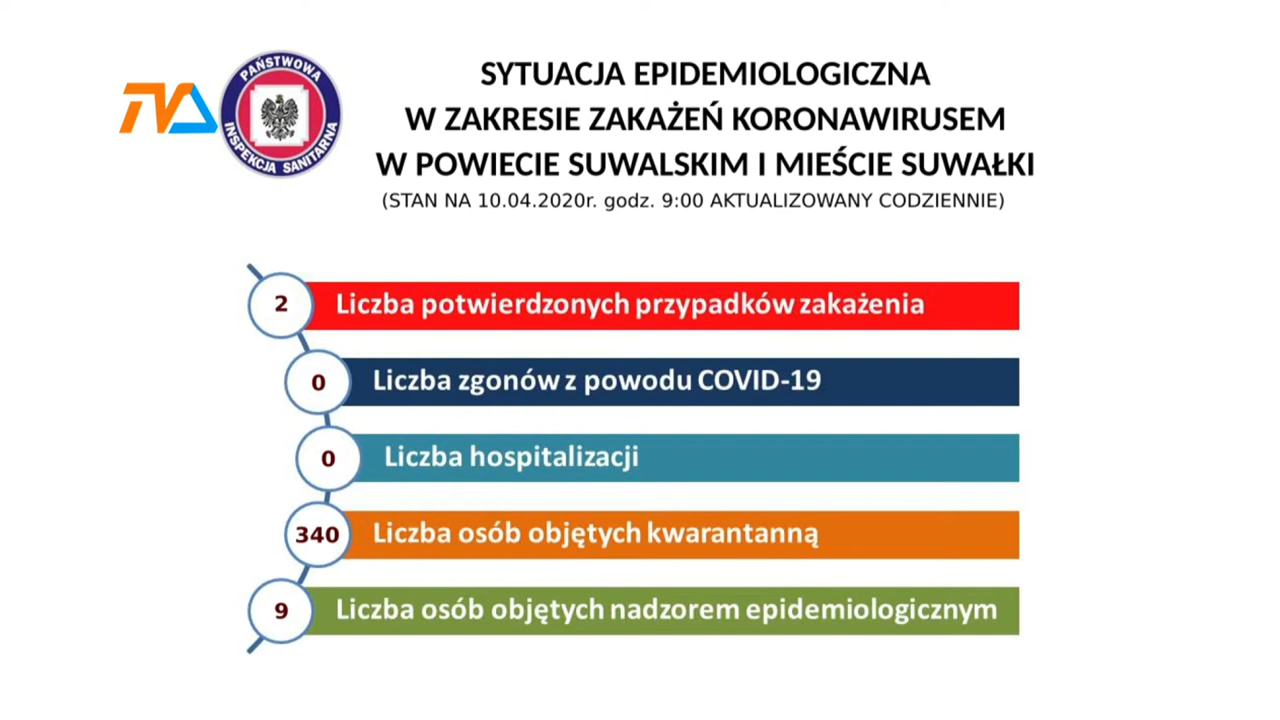 TVS
PAŃSTWOWA
INSPEKCJA SANITARNA
SYTUACJA EPIDEMIOLOGICZNA
W ZAKRESIE ZAKAŻEŃ KORONAWIRUSEM
W POWIECIE SUWALSKIM I MIEŚCIE SUWAŁKI
(STAN NA 10.04.2020r. godz. 9:00 AKTUALIZOWANY CODZIENNIE)
2 Liczba potwierdzonych przypadków zakażenia
0 Liczba zgonów z powodu COVID-19
0 Liczba hospitalizacji
340 Liczba osób objętych kwarantanną
9 Liczba osób objętych nadzorem epidemiologicznym